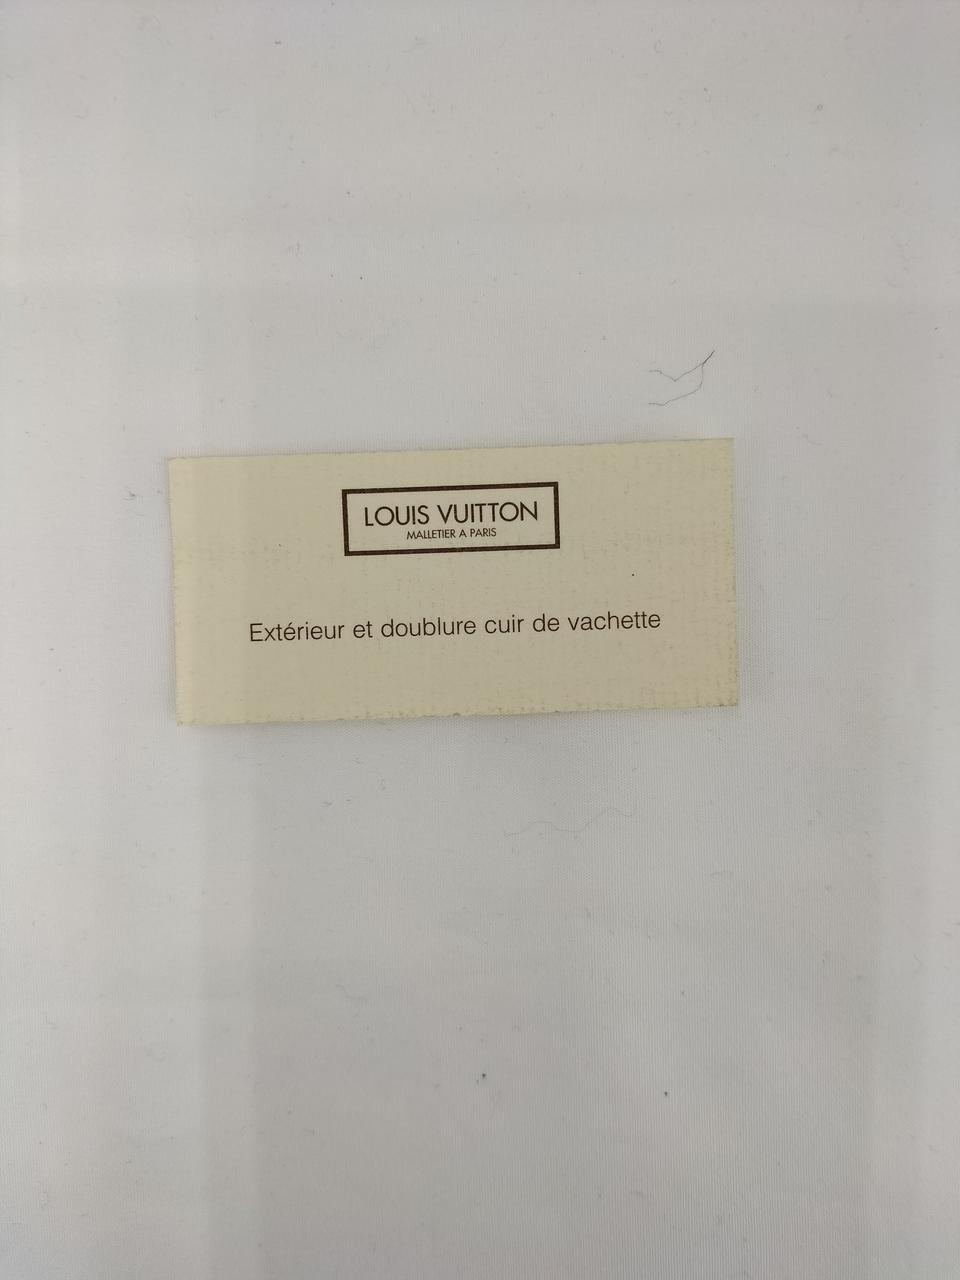 LOUIS VUITTON
MALLETIER A PARIS
Extérieur et doublure cuir de vachette